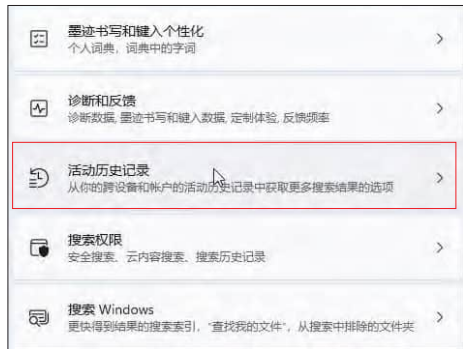 墨迹书写和键入个性化
个人词典，词典中的字词
诊断和反馈
诊断数据, 墨迹书写和键入数据, 定制体验, 反馈频率
活动历史记录
从你的跨设备和帐户的活动历史记录中获取更多搜索结果的选项
搜索权限
安全搜索、云内容搜索、搜索历史记录
搜索 Windows
更快得到结果的搜索索引，"查找我的文件"，从搜索中排除的文件夹